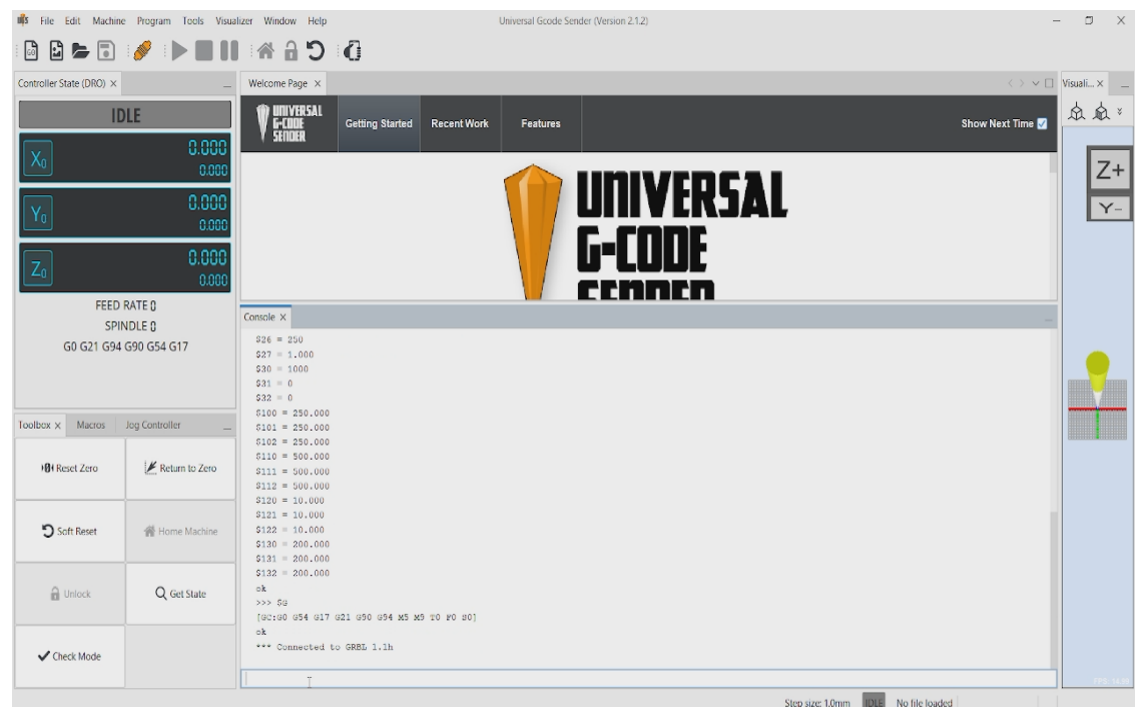 File Edit Machine Program Tools Visualizer Window Help
Universal Gcode Sender (Version 2.1.2)
Controller State (DRO) ×
IDLE
X0 0.000
0.000
Y0 0.000
0.000
Z0 0.000
0.000
FEED RATE 0
SPINDLE 0
G0 G21 G94 G90 G54 G17
Toolbox × Macros Jog Controller
Reset Zero
Return to Zero
Soft Reset
Home Machine
Unlock
Get State
Check Mode
Welcome Page ×
UNIVERSAL
G-CODE
SENDER
Getting Started Recent Work Features
Show Next Time
UNIVERSAL
G-CODE
SENDER
Console ×
$26 = 250
$27 = 1.000
$30 = 1000
$31 = 0
$32 = 0
$100 = 250.000
$101 = 250.000
$102 = 250.000
$110 = 500.000
$111 = 500.000
$112 = 500.000
$120 = 10.000
$121 = 10.000
$122 = 10.000
$130 = 200.000
$131 = 200.000
$132 = 200.000
ok
>>> $G
[GC:G0 G54 G17 G21 G90 G94 M5 M9 T0 F0 S0]
ok
*** Connected to GRBL 1.1h
Visuali... ×
Z+
Y-
Step size: 1.0mm IDLE No file loaded